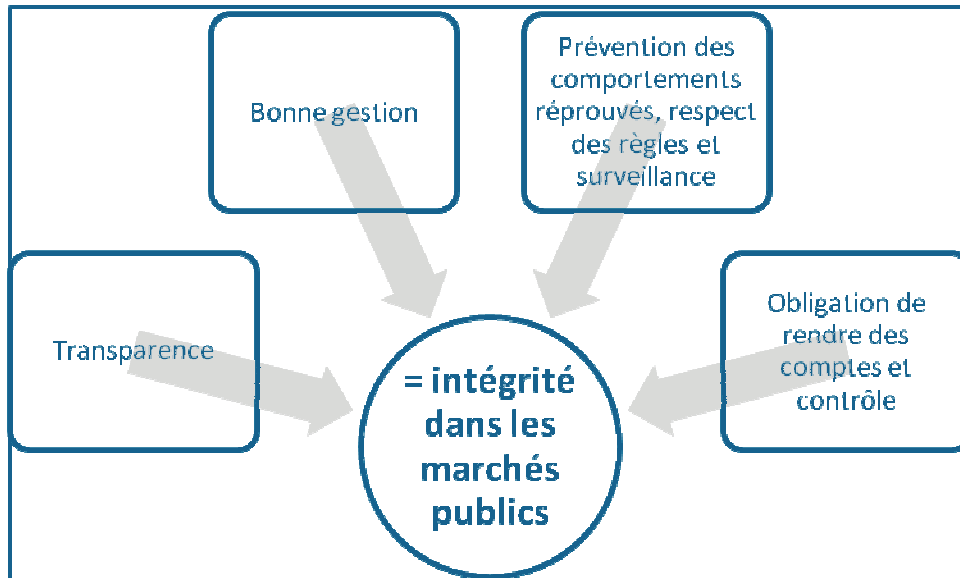 Bonne gestion
Prévention des
comportements
réprouvés, respect
des règles et
surveillance
Transparence
Obligation de
rendre des
comptes et
contrôle
= intégrité
dans les
marchés
publics